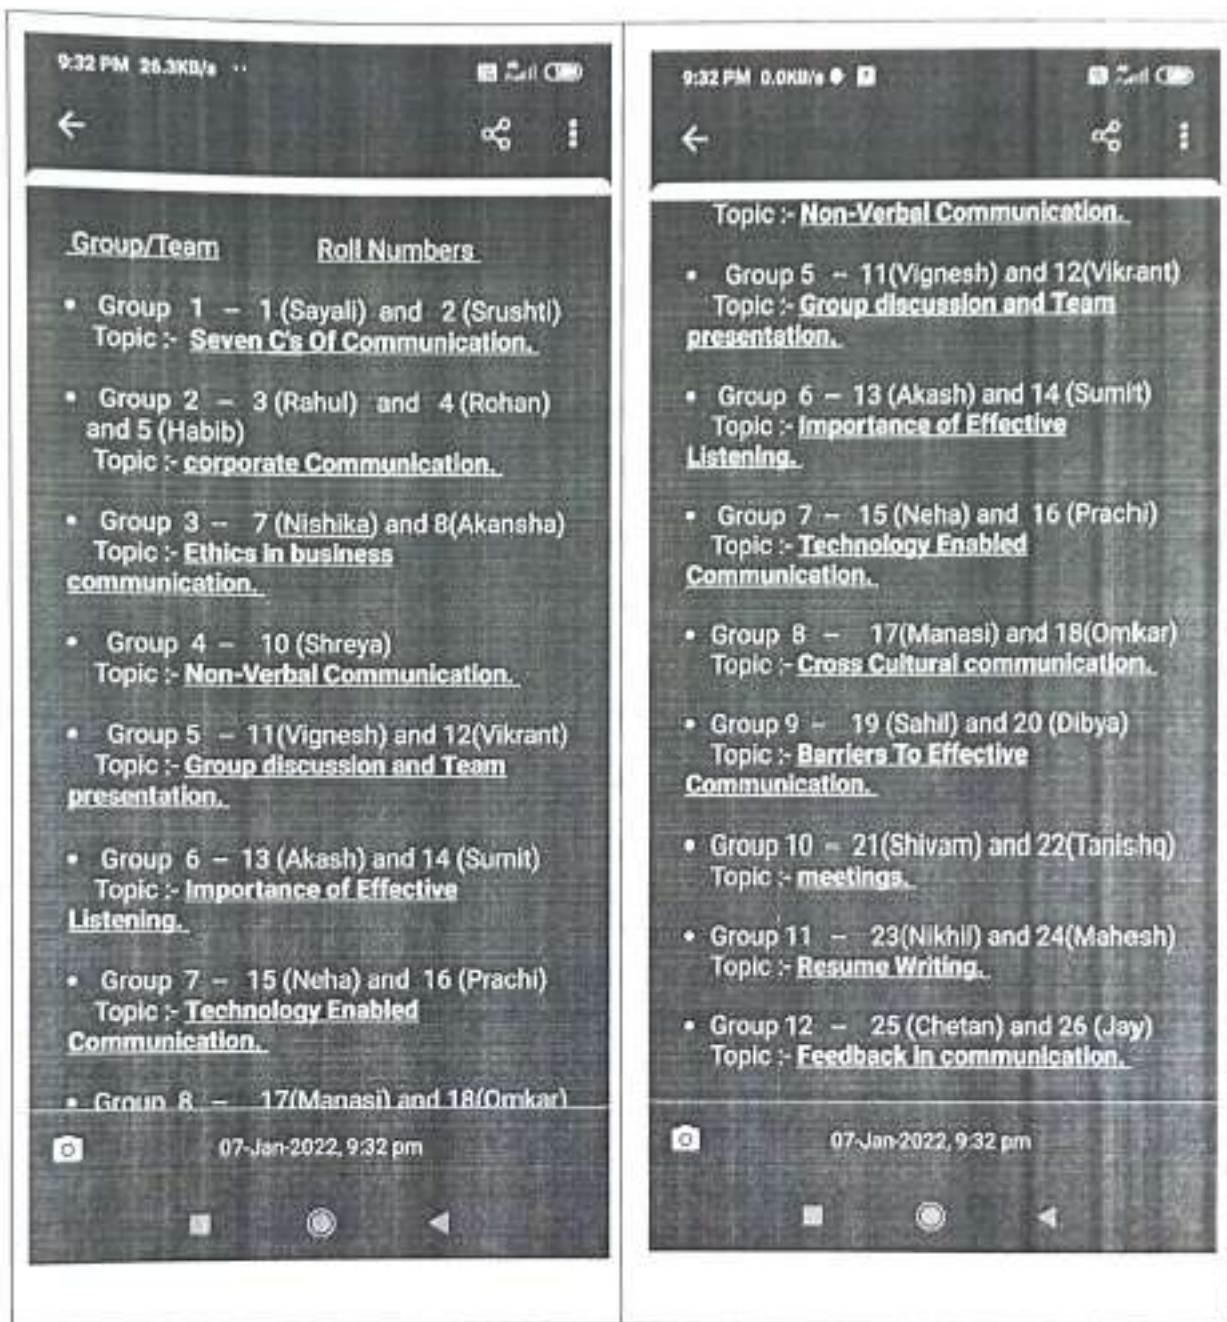 9:32 PM 26.3KB/s ··
Group/Team Roll Numbers
• Group 1 – 1 (Sayali) and 2 (Srushti)
Topic :- Seven C's Of Communication.
• Group 2 – 3 (Rahul) and 4 (Rohan)
and 5 (Habib)
Topic :- corporate Communication.
• Group 3 – 7 (Nishika) and 8(Akansha)
Topic :- Ethics in business
communication.
• Group 4 – 10 (Shreya)
Topic :- Non-Verbal Communication.
• Group 5 – 11(Vignesh) and 12(Vikrant)
Topic :- Group discussion and Team
presentation.
• Group 6 – 13 (Akash) and 14 (Sumit)
Topic :- Importance of Effective
Listening.
• Group 7 – 15 (Neha) and 16 (Prachi)
Topic :- Technology Enabled
Communication.
• Group 8 – 17(Manasi) and 18(Omkar)
07-Jan-2022, 9:32 pm
9:32 PM 0.0KB/s
Topic :- Non-Verbal Communication.
• Group 5 – 11(Vignesh) and 12(Vikrant)
Topic :- Group discussion and Team
presentation.
• Group 6 – 13 (Akash) and 14 (Sumit)
Topic :- Importance of Effective
Listening.
• Group 7 – 15 (Neha) and 16 (Prachi)
Topic :- Technology Enabled
Communication.
• Group 8 – 17(Manasi) and 18(Omkar)
Topic :- Cross Cultural communication.
• Group 9 – 19 (Sahil) and 20 (Dibya)
Topic :- Barriers To Effective
Communication.
• Group 10 – 21(Shivam) and 22(Tanishq)
Topic :- meetings.
• Group 11 – 23(Nikhil) and 24(Mahesh)
Topic :- Resume Writing.
• Group 12 – 25 (Chetan) and 26 (Jay)
Topic :- Feedback in communication.
07-Jan-2022, 9:32 pm